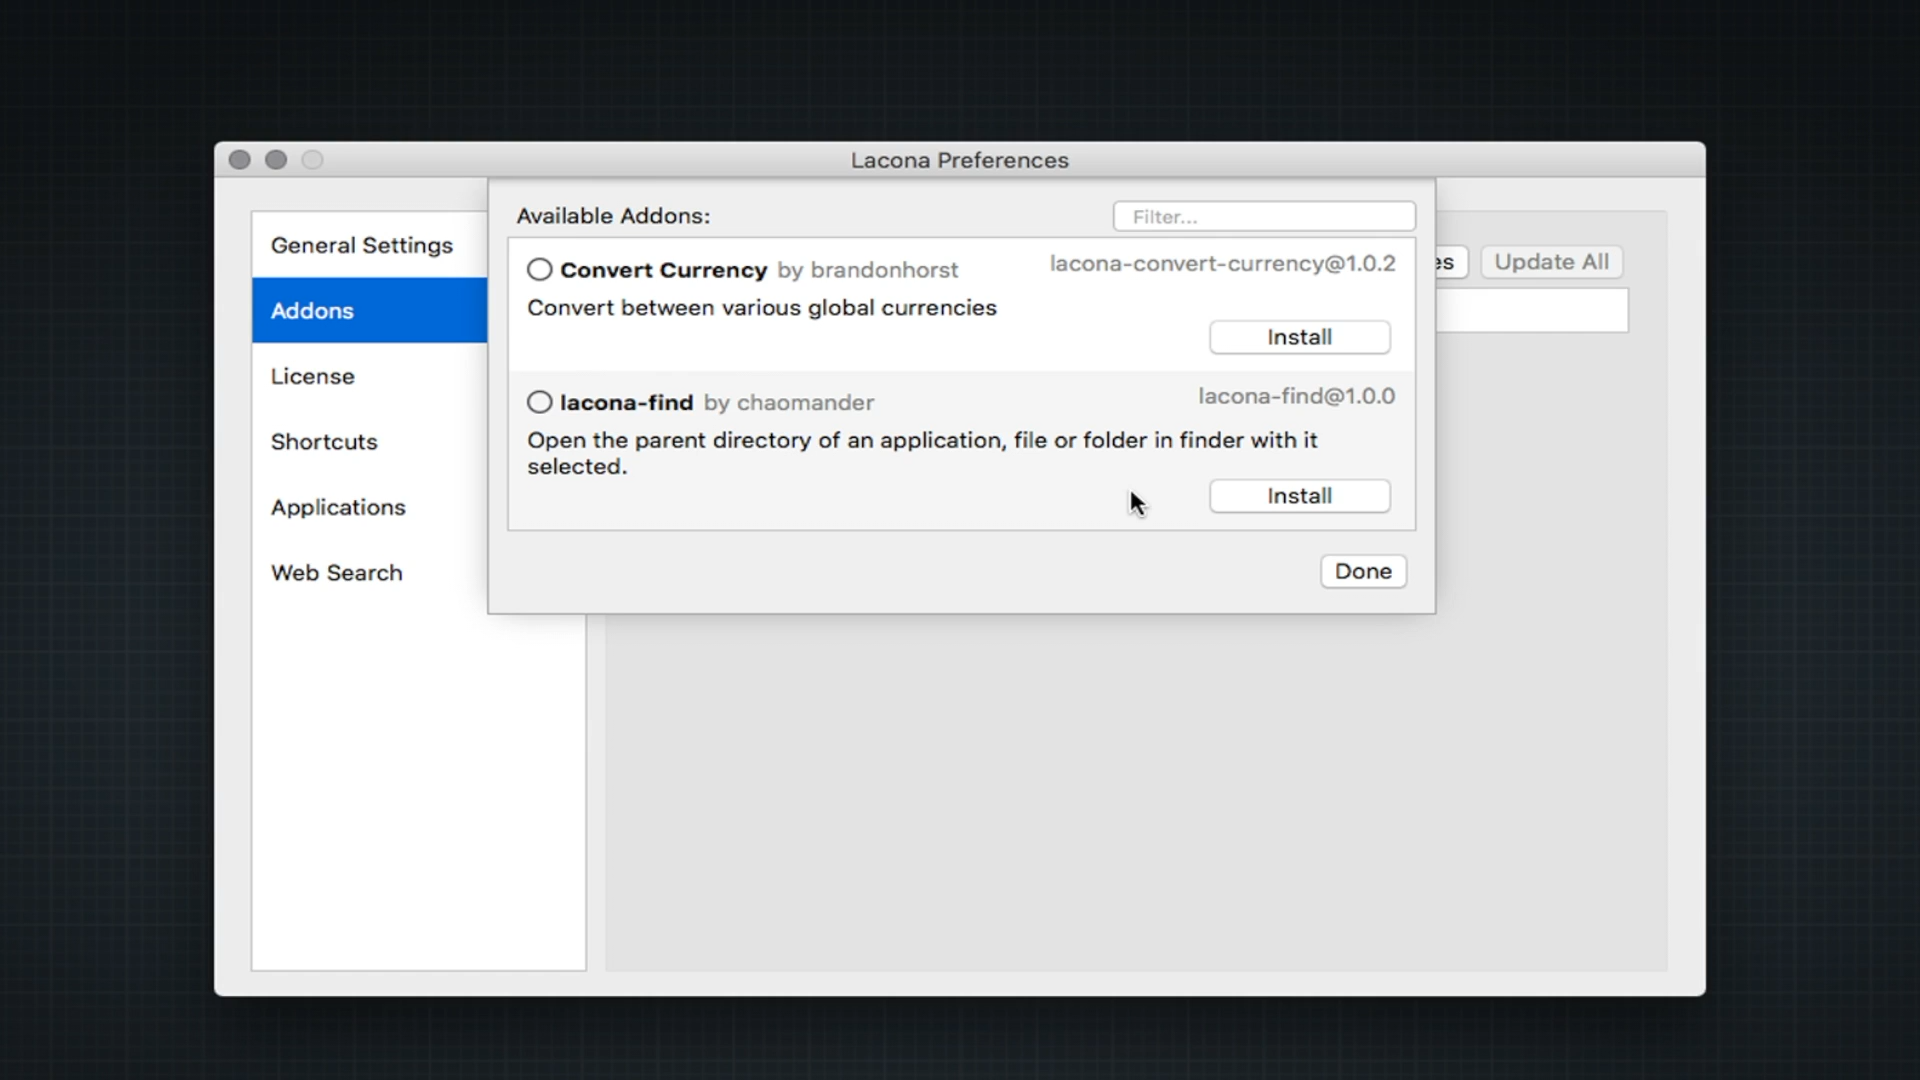 Lacona Preferences
General Settings
Addons
License
Shortcuts
Applications
Web Search
Available Addons:
Filter...
Convert Currency by brandonhorst
lacona-convert-currency@1.0.2
Convert between various global currencies
Install
lacona-find by chaomander
lacona-find@1.0.0
Open the parent directory of an application, file or folder in finder with it
selected.
Install
Done
Update All